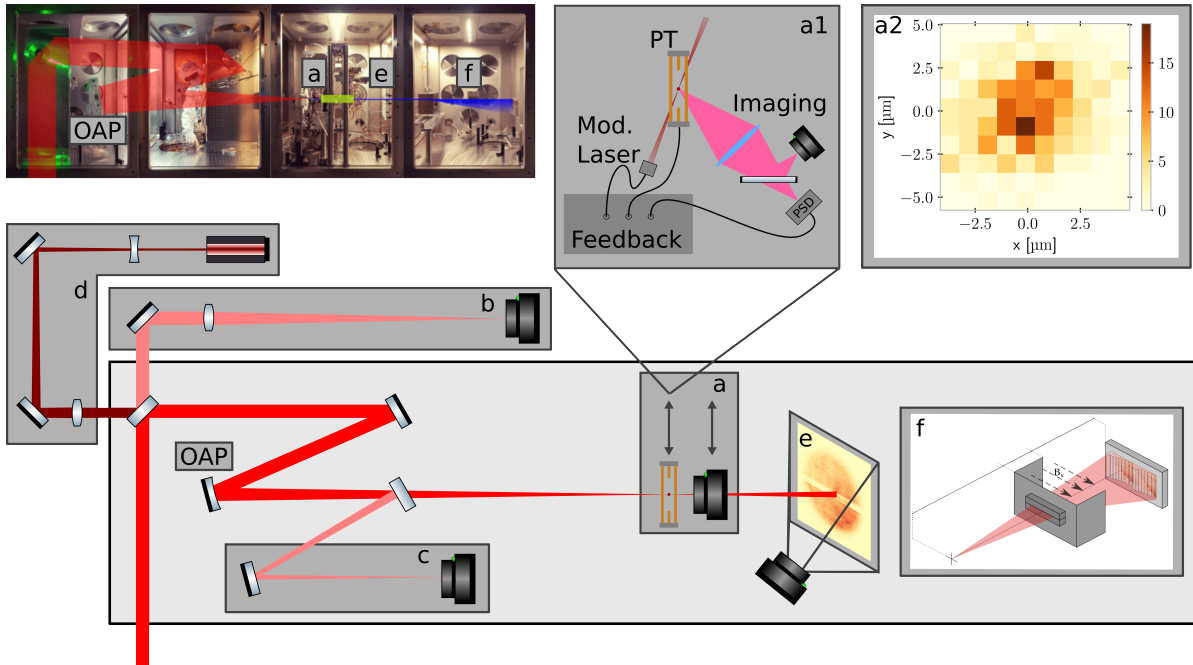 OAP
a
e
f
a1
PT
Imaging
Mod.
Laser
PSD
Feedback
a2
5.0
2.5
0.0
−2.5
−5.0
y [μm]
−2.5
0.0
2.5
x [μm]
15
10
5
0
d
b
a
OAP
c
e
f